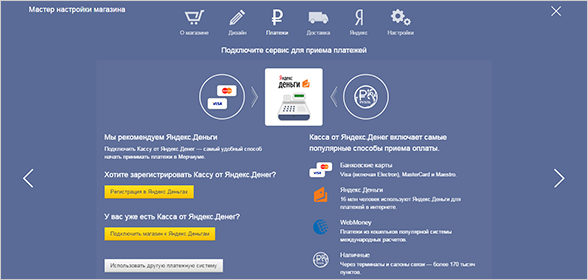 Мастер настройки магазина
О магазине
Дизайн
Платежи
Доставка
Яндекс
Настройки
Подключите сервис для приема платежей
VISA
Яндекс
деньги
Мы рекомендуем Яндекс.Деньги
Подключить Кассу от Яндекс.Денег — самый удобный способ
начать принимать платежи в Мерчиуме.
Хотите зарегистрировать Кассу от Яндекс.Денег?
Регистрация в Яндекс.Деньгах
У вас уже есть Касса от Яндекс.Денег?
Подключить магазин к Яндекс.Деньгам
Использовать другую платежную систему
Касса от Яндекс.Денег включает самые
популярные способы приема оплаты.
Банковские карты
Visa (включая Electron), MasterCard и Maestro.
VISA
Яндекс.Деньги
16 млн человек используют Яндекс.Деньги для
платежей в интернете.
WebMoney
Платежи из кошельков популярной системы
международных расчетов.
Наличные
Через терминалы и салоны связи — более 170 тысяч
пунктов.